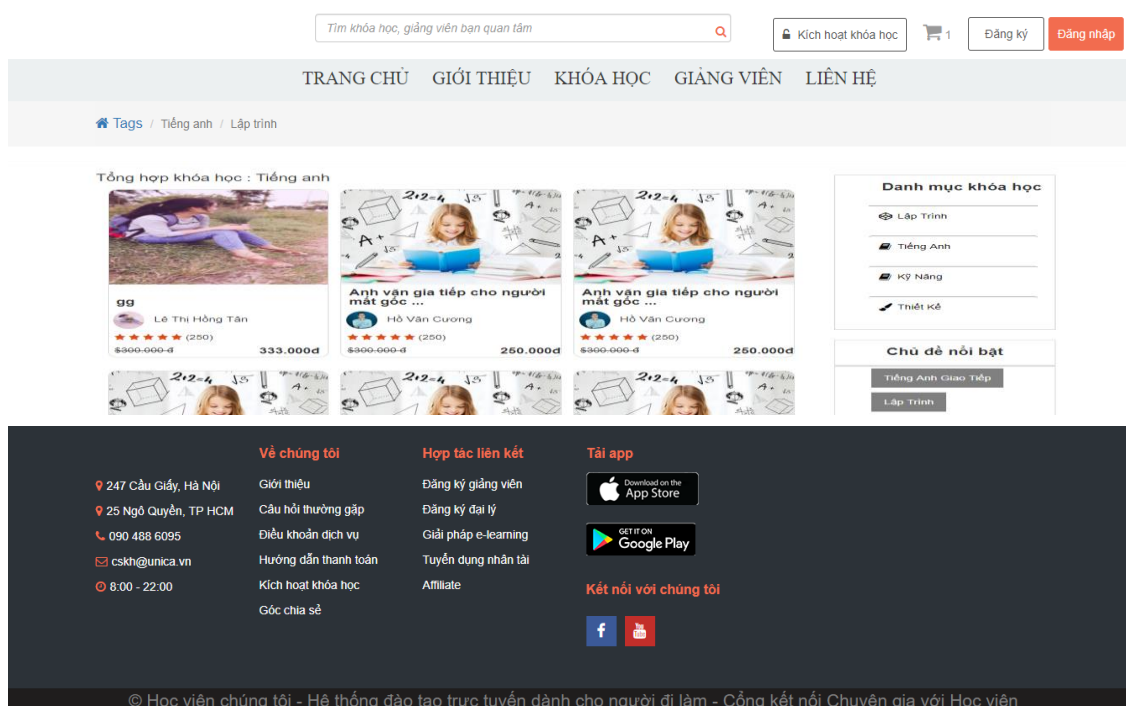 Tìm khóa học, giảng viên bạn quan tâm
Kích hoạt khóa học
1
Đăng ký
Đăng nhập
TRANG CHỦ GIỚI THIỆU KHÓA HỌC GIẢNG VIÊN LIÊN HỆ
Tags / Tiếng anh / Lập trình
Tổng hợp khóa học : Tiếng anh
gg
Lê Thị Hồng Tân
(250)
$300.000 đ 333.000đ
Anh văn gia tiếp cho người
mất gốc ...
Hồ Văn Cương
(250)
$300.000 đ 250.000đ
Anh văn gia tiếp cho người
mất gốc ...
Hồ Văn Cương
(250)
$300.000 đ 250.000đ
Danh mục khóa học
Lập Trình
Tiếng Anh
Kỹ Năng
Thiết Kế
Chủ đề nổi bật
Tiếng Anh Giao Tiếp
Lập Trình
247 Cầu Giấy, Hà Nội
25 Ngô Quyền, TP HCM
090 488 6095
cskh@unica.vn
8:00 - 22:00
Về chúng tôi
Giới thiệu
Câu hỏi thường gặp
Điều khoản dịch vụ
Hướng dẫn thanh toán
Kích hoạt khóa học
Góc chia sẻ
Hợp tác liên kết
Đăng ký giảng viên
Đăng ký đại lý
Giải pháp e-learning
Tuyển dụng nhân tài
Affiliate
Tải app
Download on the
App Store
GET IT ON
Google Play
Kết nối với chúng tôi
f
You
Tube
© Học viện chúng tôi - Hệ thống đào tạo trực tuyến dành cho người đi làm - Cổng kết nối Chuyên gia với Học viên